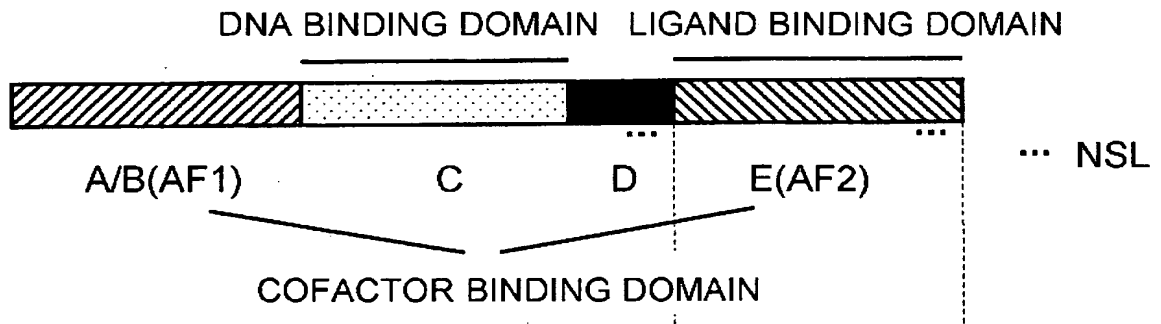 DNA BINDING DOMAIN LIGAND BINDING DOMAIN
A/B(AF1) C D E(AF2) ... NSL
COFACTOR BINDING DOMAIN